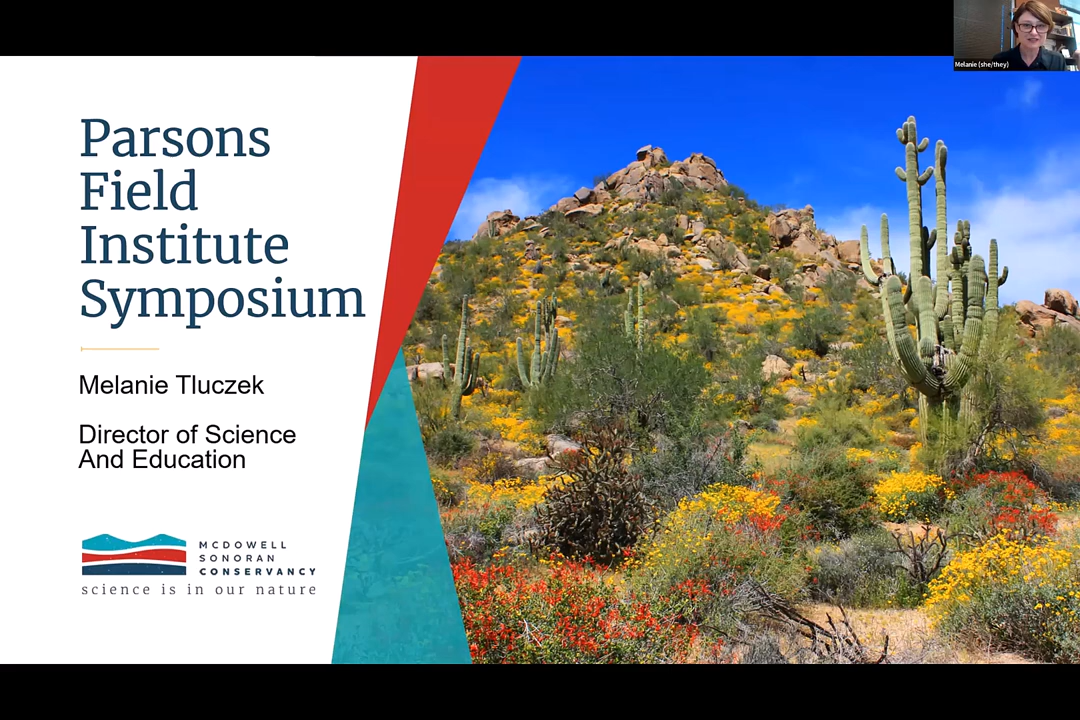 Melanie (she/they)
Parsons
Field
Institute
Symposium
Melanie Tluczek
Director of Science
And Education
MCDOWELL
SONORAN
CONSERVANCY
science is in our nature